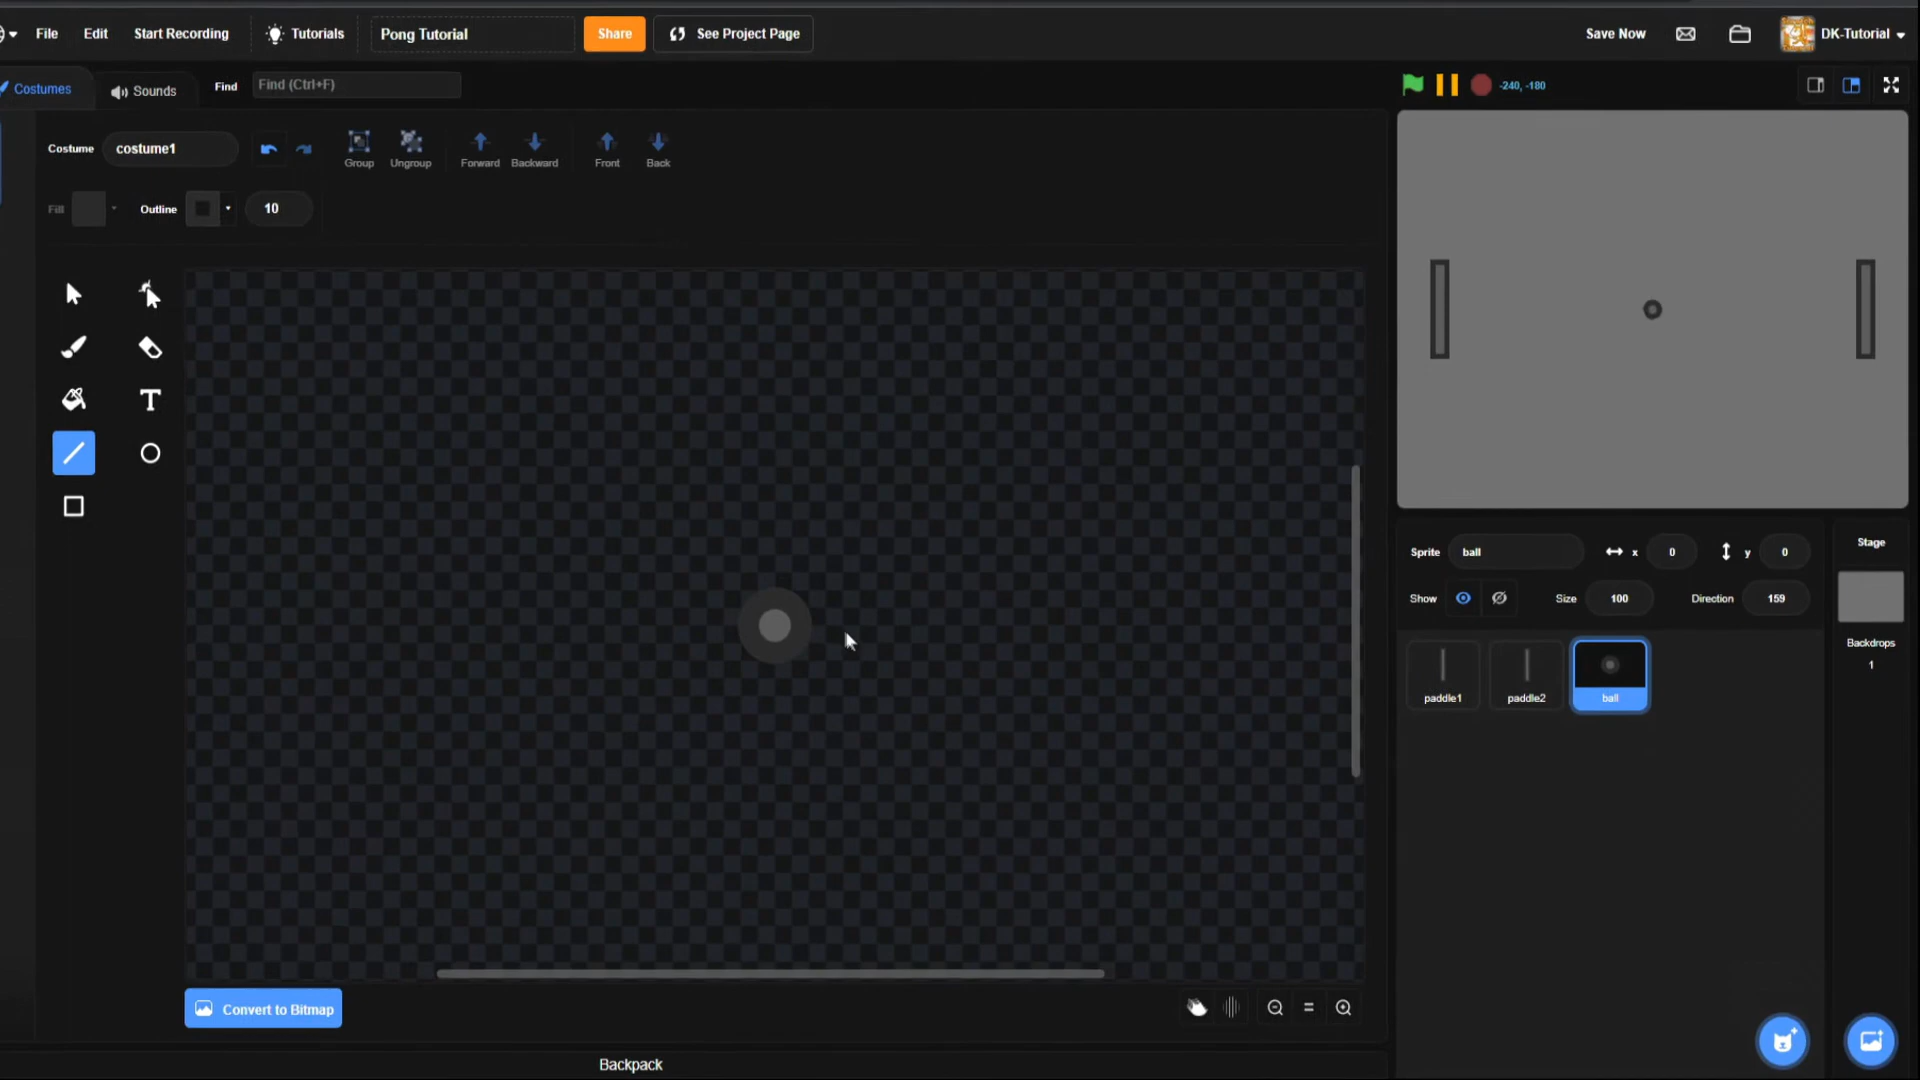 File Edit Start Recording Tutorials Pong Tutorial Share See Project Page Save Now DK-Tutorial
Costumes Sounds Find Find (Ctrl+F) -240, -180
Costume costume1 Group Ungroup Forward Backward Front Back
Fill Outline 10
T
Sprite ball x 0 y 0 Stage
Show Size 100 Direction 159
Backdrops
1
paddle1 paddle2 ball
Convert to Bitmap
Backpack